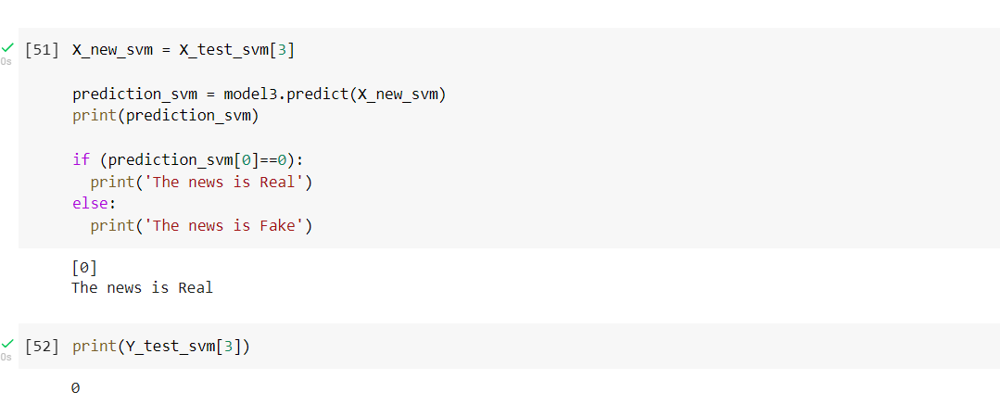 [51] X_new_svm = X_test_svm[3]
0s
prediction_svm = model3.predict(X_new_svm)
print(prediction_svm)
if (prediction_svm[0]==0):
  print('The news is Real')
else:
  print('The news is Fake')
[0]
The news is Real
[52] print(Y_test_svm[3])
0s
0